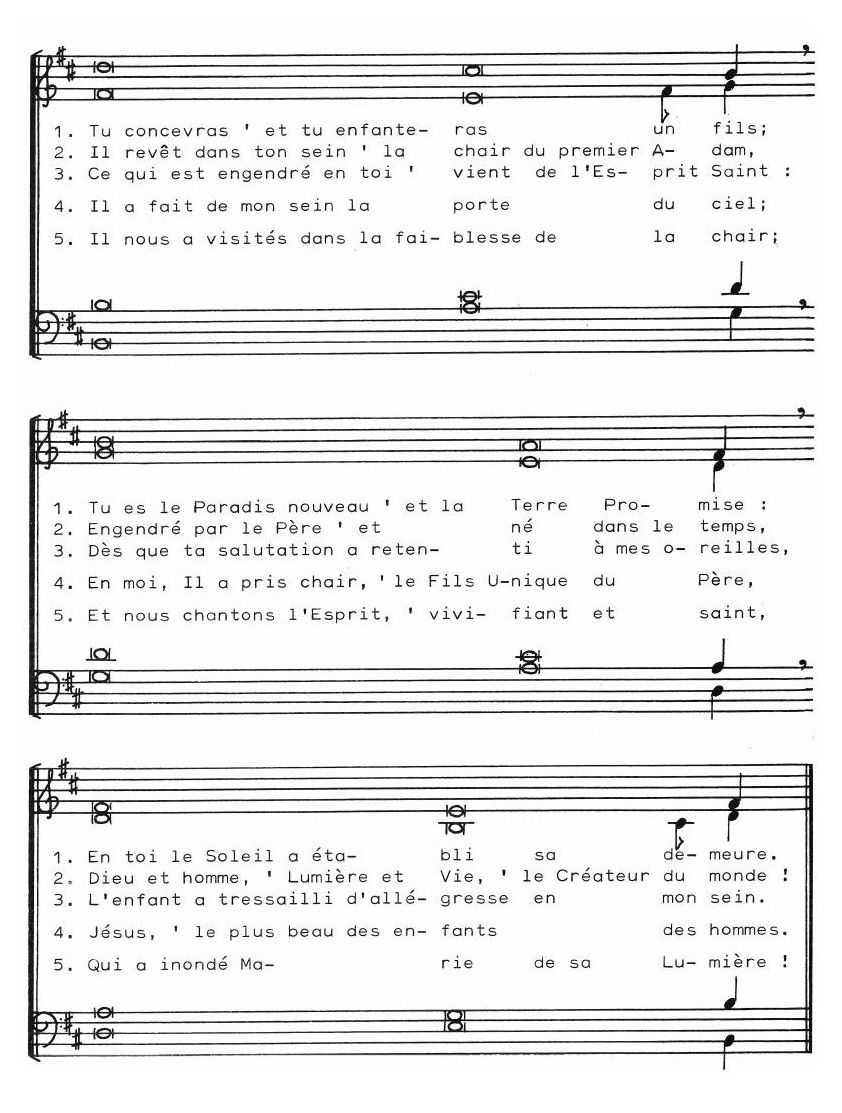 1. Tu concevras ' et tu enfante- ras un fils;
2. Il revêt dans ton sein ' la chair du premier A- dam,
3. Ce qui est engendré en toi ' vient de l'Es- prit Saint :
4. Il a fait de mon sein la porte du ciel;
5. Il nous a visités dans la fai- blesse de la chair;
1. Tu es le Paradis nouveau ' et la Terre Pro- mise :
2. Engendré par le Père ' et né dans le temps,
3. Dès que ta salutation a reten- ti à mes o- reilles,
4. En moi, Il a pris chair, ' le Fils U-nique du Père,
5. Et nous chantons l'Esprit, ' vivi- fiant et saint,
1. En toi le Soleil a éta- bli sa de- meure.
2. Dieu et homme, ' Lumière et Vie, ' le Créateur du monde !
3. L'enfant a tressailli d'allé- gresse en mon sein.
4. Jésus, ' le plus beau des en- fants des hommes.
5. Qui a inondé Ma- rie de sa Lu- mière !